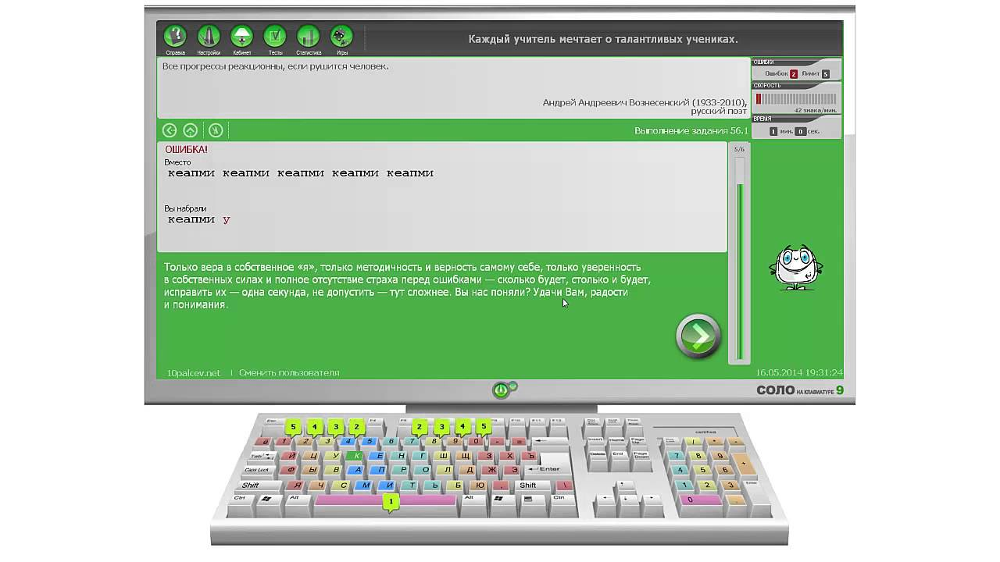 Каждый учитель мечтает о талантливых учениках.
Справка Настройки Кабинет Тесты Статистика Игры
Все прогрессы реакционны, если рушится человек.
Андрей Андреевич Вознесенский (1933-2010),
русский поэт
ОШИБКИ
Ошибок 2 Лимит 5
СКОРОСТЬ
42 знака/мин.
ВРЕМЯ
1 мин. 0 сек.
Выполнение задания 56.1
5/6
ОШИБКА!
Вместо
кеапми кеапми кеапми кеапми кеапми
Вы набрали
кеапми у
Только вера в собственное «я», только методичность и верность самому себе, только уверенность
в собственных силах и полное отсутствие страха перед ошибками — сколько будет, столько и будет,
исправить их — одна секунда, не допустить — тут сложнее. Вы нас поняли? Удачи Вам, радости
и понимания.
10palcev.net | Сменить пользователя
16.05.2014 19:31:24
СОЛО НА КЛАВИАТУРЕ 9
Esc F4 F5 F9 F10 F11 F12
5 4 3 2 2 3 4 5
ё 1 2 3 4 5 6 7 8 9 0 - =
Insert Home Page Up / * -
Tab Й Ц У К Е Н Г Ш Щ З Х Ъ
Delete End Page Down 7 8 9 +
Caps Lock Ф Ы В А П Р О Л Д Ж Э Enter
4 5 6
Shift Я Ч С М И Т Ь Б Ю . Shift \
1 2 3 Enter
Ctrl Alt 1 Alt Ctrl
0 .